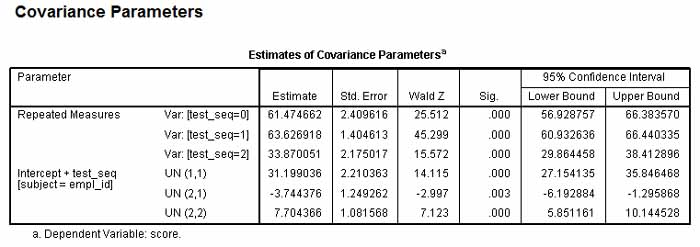 Covariance Parameters
Estimates of Covariance Parametersᵃ
Parameter Estimate Std. Error Wald Z Sig. 95% Confidence Interval
Lower Bound Upper Bound
Repeated Measures Var: [test_seq=0] 61.474662 2.409616 25.512 .000 56.928757 66.383570
Var: [test_seq=1] 63.626918 1.404613 45.299 .000 60.932636 66.440335
Var: [test_seq=2] 33.870051 2.175017 15.572 .000 29.864458 38.412896
Intercept + test_seq [subject = empl_id] UN (1,1) 31.199036 2.210363 14.115 .000 27.154135 35.846468
UN (2,1) -3.744376 1.249262 -2.997 .003 -6.192884 -1.295868
UN (2,2) 7.704366 1.081568 7.123 .000 5.851161 10.144528
a. Dependent Variable: score.